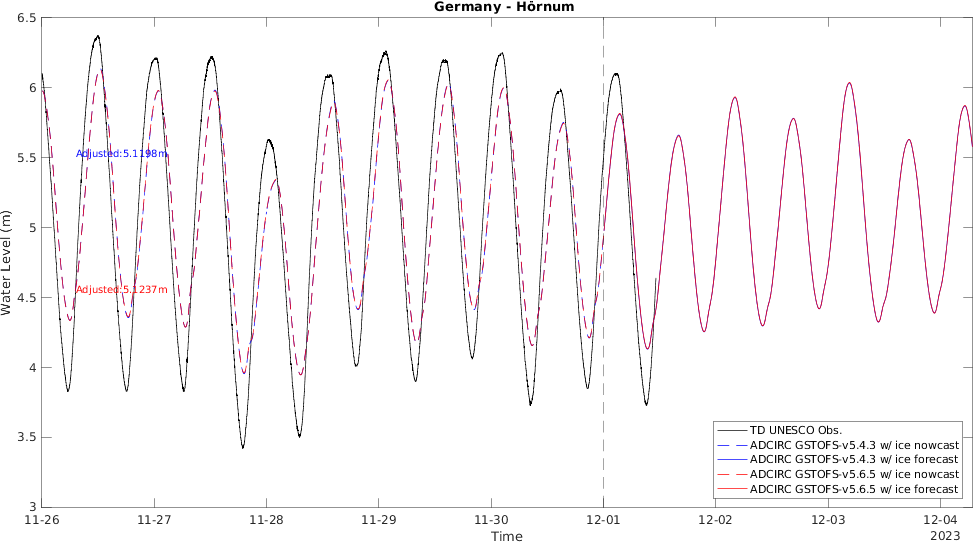 Germany - Hörnum
6.5
6
5.5
5
4.5
4
3.5
3
Water Level (m)
Adjusted:5.1198m
Adjusted:5.1237m
TD UNESCO Obs.
ADCIRC GSTOFS-v5.4.3 w/ ice nowcast
ADCIRC GSTOFS-v5.4.3 w/ ice forecast
ADCIRC GSTOFS-v5.6.5 w/ ice nowcast
ADCIRC GSTOFS-v5.6.5 w/ ice forecast
11-26 11-27 11-28 11-29 11-30 12-01 12-02 12-03 12-04
2023
Time